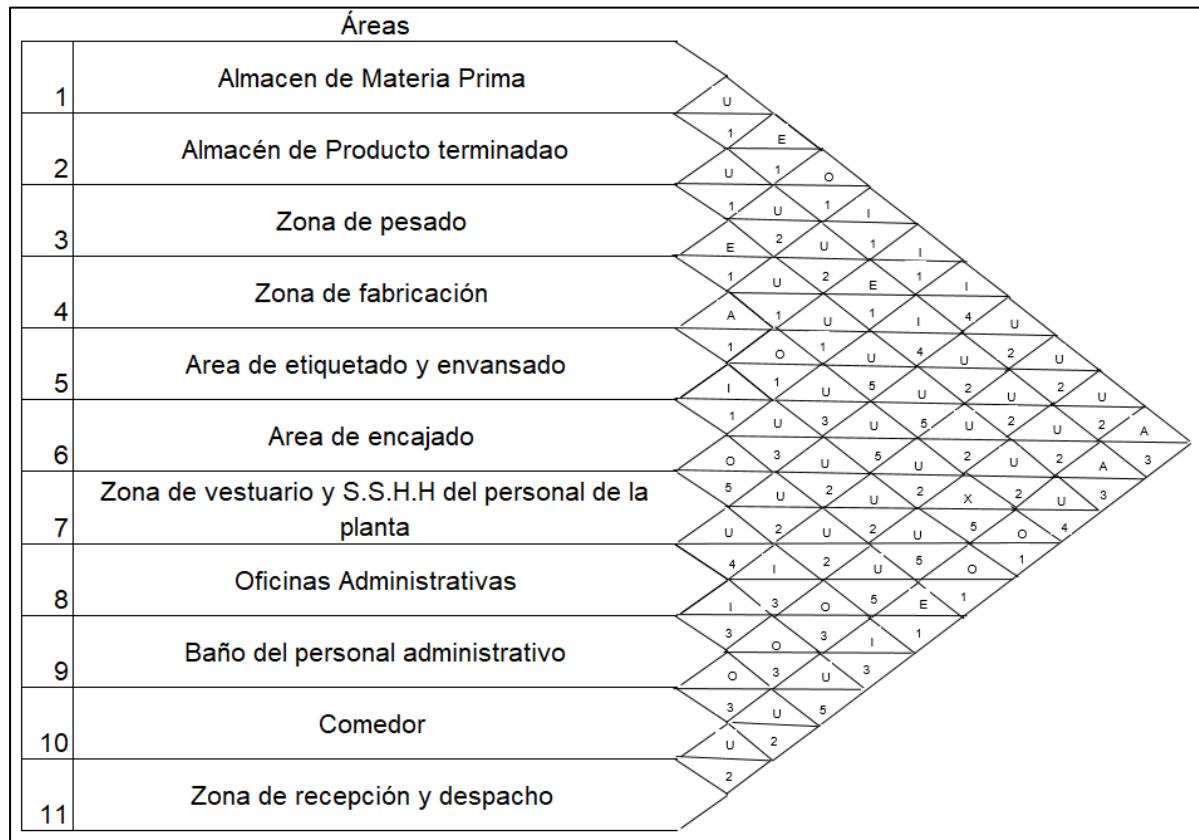 Áreas
1 Almacen de Materia Prima
U
1 E
2 Almacén de Producto terminadao
U 1 O
1 U 1 I
3 Zona de pesado
E 2 U 1 I
1 U 2 E 1 I
4 Zona de fabricación
A 1 U 1 I 4 U
1 O 1 U 4 U 2 U
5 Area de etiquetado y envansado
I 1 U 5 U 2 U 2 U
1 U 3 U 5 U 2 U 2 A
6 Area de encajado
O 3 U 5 U 2 U 2 A 3
5 U 2 U 2 X 2 U 3
7 Zona de vestuario y S.S.H.H del personal de la
planta
U 2 U 2 U 5 O 4
4 I 2 U 5 O 1
8 Oficinas Administrativas
I 3 O 5 E 1
3 O 3 I 1
9 Baño del personal administrativo
O 3 U 3
3 U 5
10 Comedor
U 2
2
11 Zona de recepción y despacho